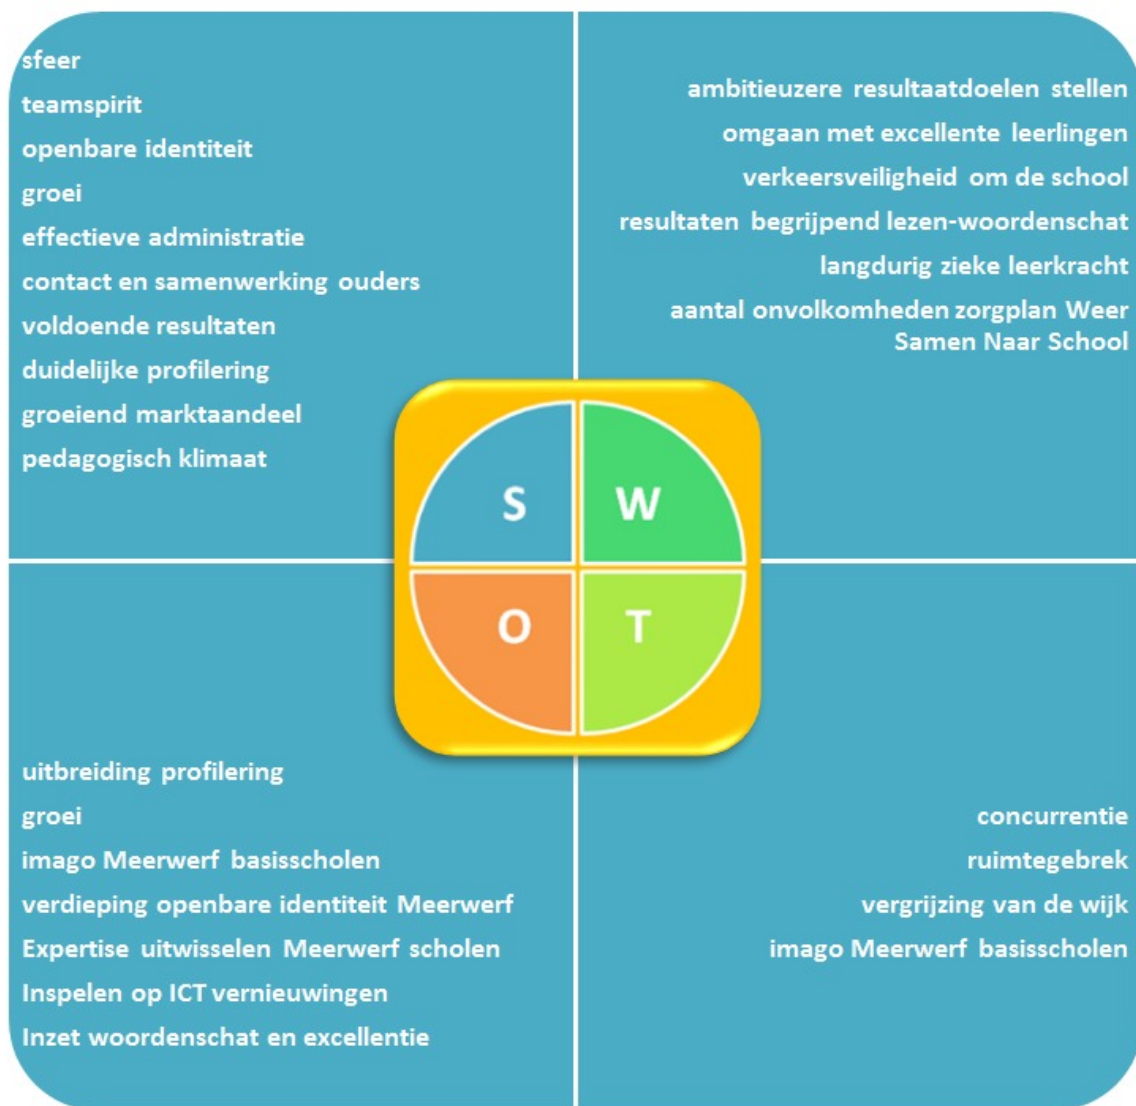 sfeer
teamspirit
openbare identiteit
groei
effectieve administratie
contact en samenwerking ouders
voldoende resultaten
duidelijke profilering
groeiend marktaandeel
pedagogisch klimaat
ambitieuzere resultaatdoelen stellen
omgaan met excellente leerlingen
verkeersveiligheid om de school
resultaten begrijpend lezen-woordenschat
langdurig zieke leerkracht
aantal onvolkomheden zorgplan Weer
Samen Naar School
S
W
O
T
uitbreiding profilering
groei
imago Meerwerf basisscholen
verdieping openbare identiteit Meerwerf
Expertise uitwisselen Meerwerf scholen
Inspelen op ICT vernieuwingen
Inzet woordenschat en excellentie
concurrentie
ruimtegebrek
vergrijzing van de wijk
imago Meerwerf basisscholen